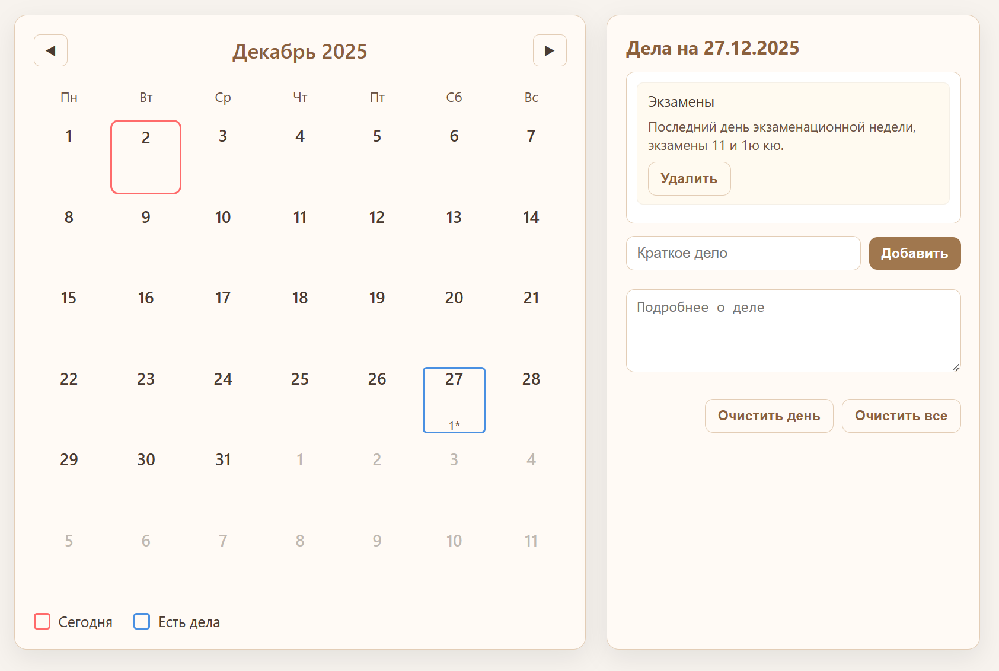 ◀ Декабрь 2025 ▶
Пн Вт Ср Чт Пт Сб Вс
1 2 3 4 5 6 7
8 9 10 11 12 13 14
15 16 17 18 19 20 21
22 23 24 25 26 27 28
1*
29 30 31 1 2 3 4
5 6 7 8 9 10 11
Сегодня Есть дела
Дела на 27.12.2025
Экзамены
Последний день экзаменационной недели,
экзамены 11 и 1ю кю.
Удалить
Краткое дело Добавить
Подробнее о деле
Очистить день Очистить все